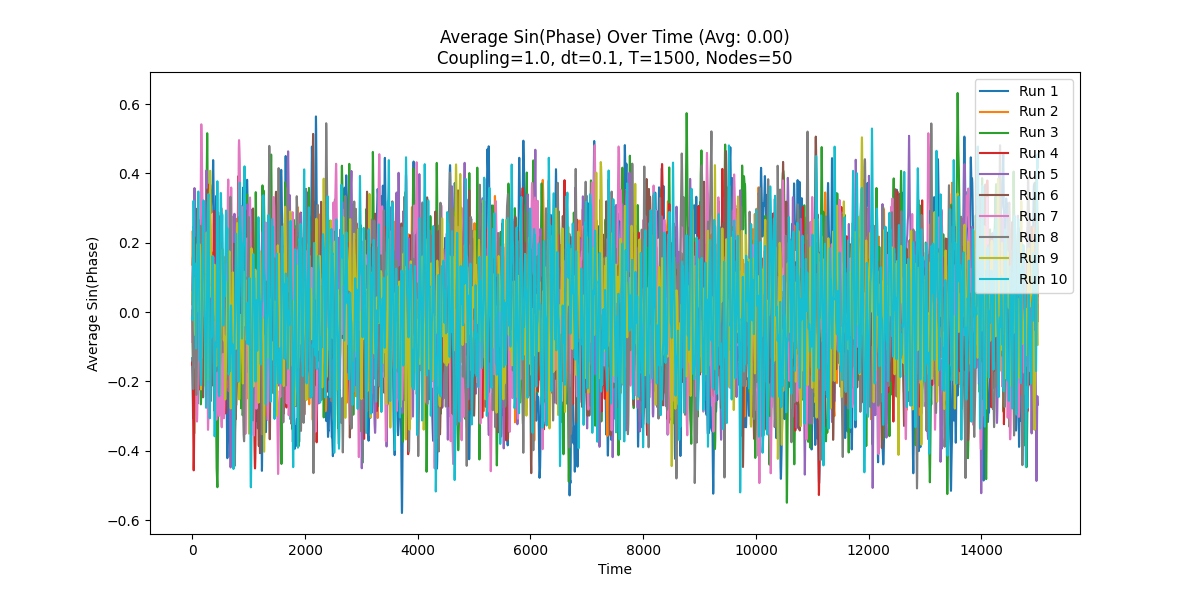 Average Sin(Phase) Over Time (Avg: 0.00)
Coupling=1.0, dt=0.1, T=1500, Nodes=50
Average Sin(Phase)
0.6
0.4
0.2
0.0
−0.2
−0.4
−0.6
Run 1
Run 2
Run 3
Run 4
Run 5
Run 6
Run 7
Run 8
Run 9
Run 10
0 2000 4000 6000 8000 10000 12000 14000
Time